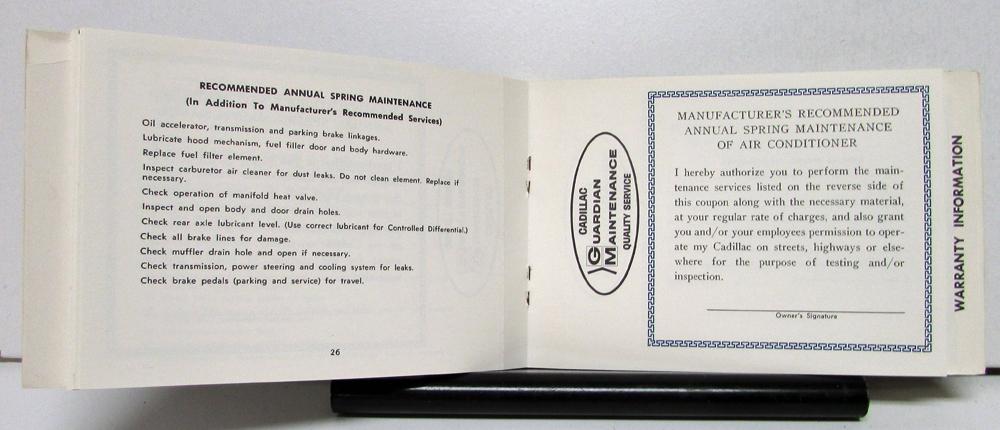 RECOMMENDED ANNUAL SPRING MAINTENANCE
(In Addition To Manufacturer's Recommended Services)
Oil accelerator, transmission and parking brake linkages.
Lubricate hood mechanism, fuel filler door and body hardware.
Replace fuel filter element.
Inspect carburetor air cleaner for dust leaks. Do not clean element. Replace if
necessary.
Check operation of manifold heat valve.
Inspect and open body and door drain holes.
Check rear axle lubricant level. (Use correct lubricant for Controlled Differential.)
Check all brake lines for damage.
Check muffler drain hole and open if necessary.
Check transmission, power steering and cooling system for leaks.
Check brake pedals (parking and service) for travel.
26
CADILLAC
GUARDIAN
MAINTENANCE
QUALITY SERVICE
MANUFACTURER'S RECOMMENDED
ANNUAL SPRING MAINTENANCE
OF AIR CONDITIONER
I hereby authorize you to perform the main-
tenance services listed on the reverse side of
this coupon along with the necessary material,
at your regular rate of charges, and also grant
you and/or your employees permission to oper-
ate my Cadillac on streets, highways or else-
where for the purpose of testing and/or
inspection.
Owner's Signature
WARRANTY INFORMATION